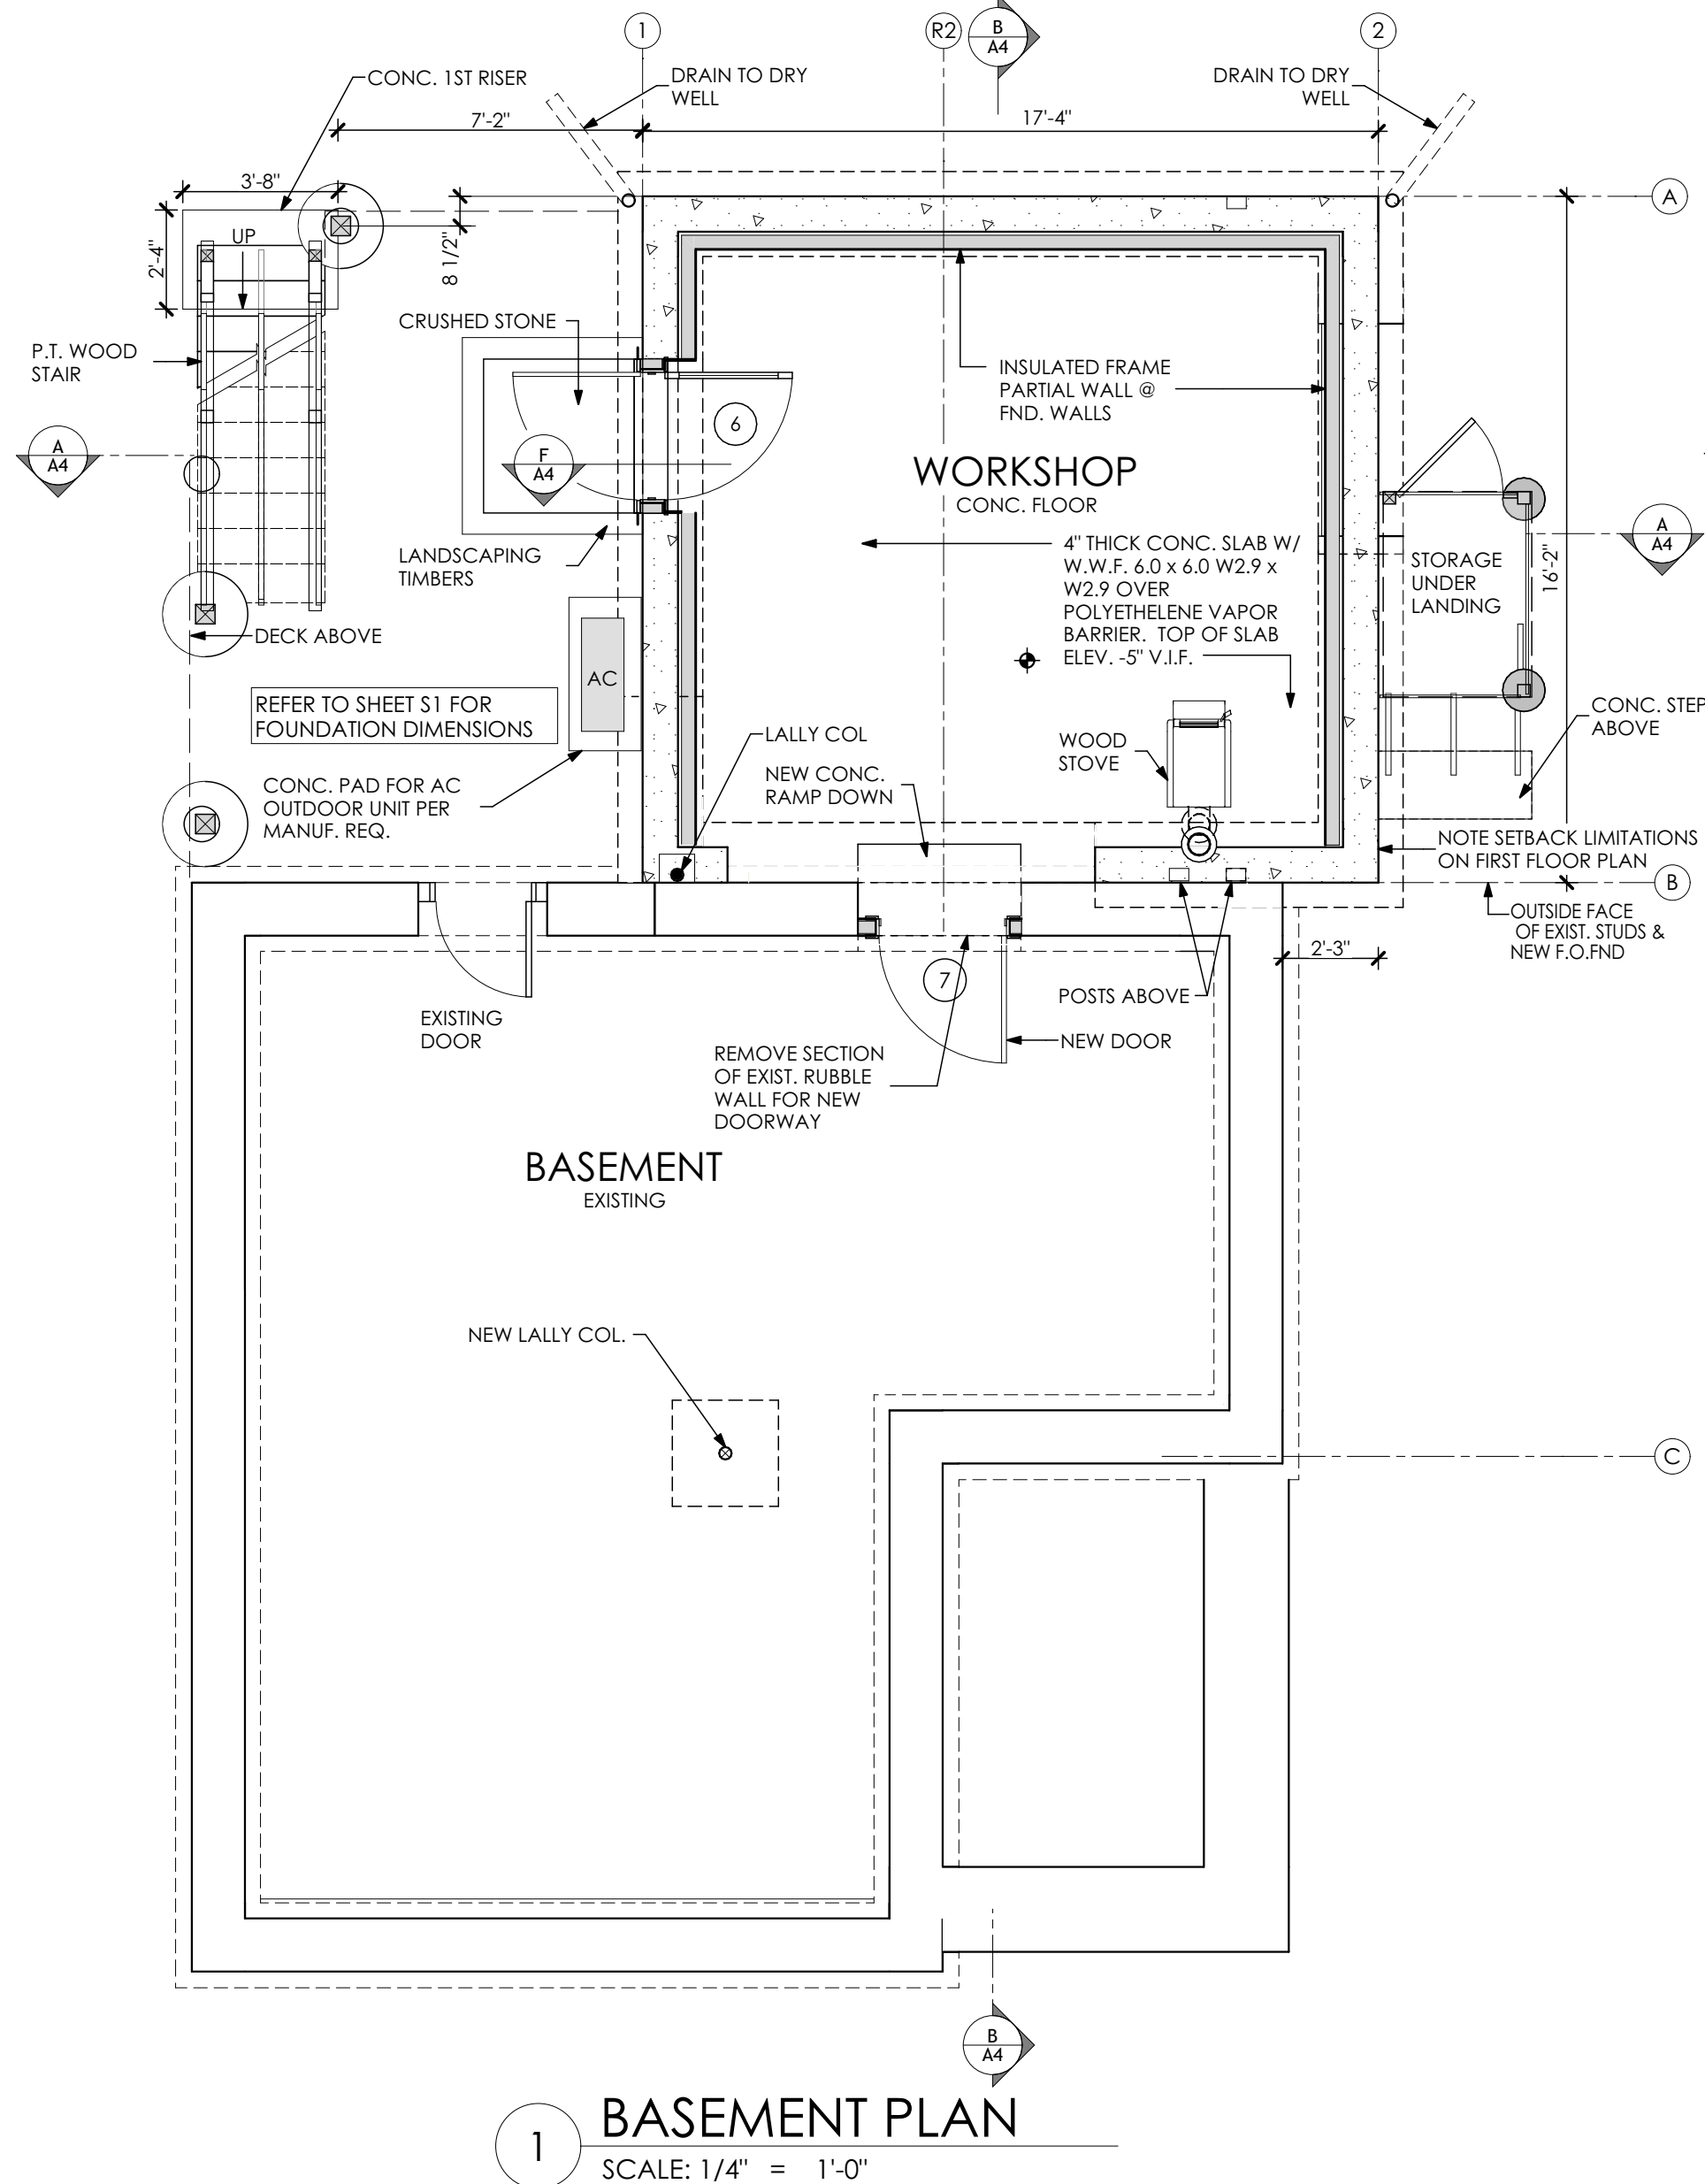 1
R2
B
A4
2
CONC. 1ST RISER
DRAIN TO DRY
WELL
DRAIN TO DRY
WELL
7'-2"
17'-4"
3'-8"
A
UP
2'-4"
8 1/2"
CRUSHED STONE
P.T. WOOD
STAIR
INSULATED FRAME
PARTIAL WALL @
FND. WALLS
6
A
A4
F
A4
WORKSHOP
CONC. FLOOR
LANDSCAPING
TIMBERS
4" THICK CONC. SLAB W/
W.W.F. 6.0 x 6.0 W2.9 x
W2.9 OVER
POLYETHELENE VAPOR
BARRIER. TOP OF SLAB
ELEV. -5" V.I.F.
STORAGE
UNDER
LANDING
16'-2"
A
A4
DECK ABOVE
AC
REFER TO SHEET S1 FOR
FOUNDATION DIMENSIONS
CONC. STEP
ABOVE
LALLY COL
WOOD
STOVE
NEW CONC.
RAMP DOWN
CONC. PAD FOR AC
OUTDOOR UNIT PER
MANUF. REQ.
NOTE SETBACK LIMITATIONS
ON FIRST FLOOR PLAN
B
OUTSIDE FACE
OF EXIST. STUDS &
NEW F.O.FND
2'-3"
7
POSTS ABOVE
EXISTING
DOOR
NEW DOOR
REMOVE SECTION
OF EXIST. RUBBLE
WALL FOR NEW
DOORWAY
BASEMENT
EXISTING
NEW LALLY COL.
C
B
A4
1
BASEMENT PLAN
SCALE: 1/4" = 1'-0"